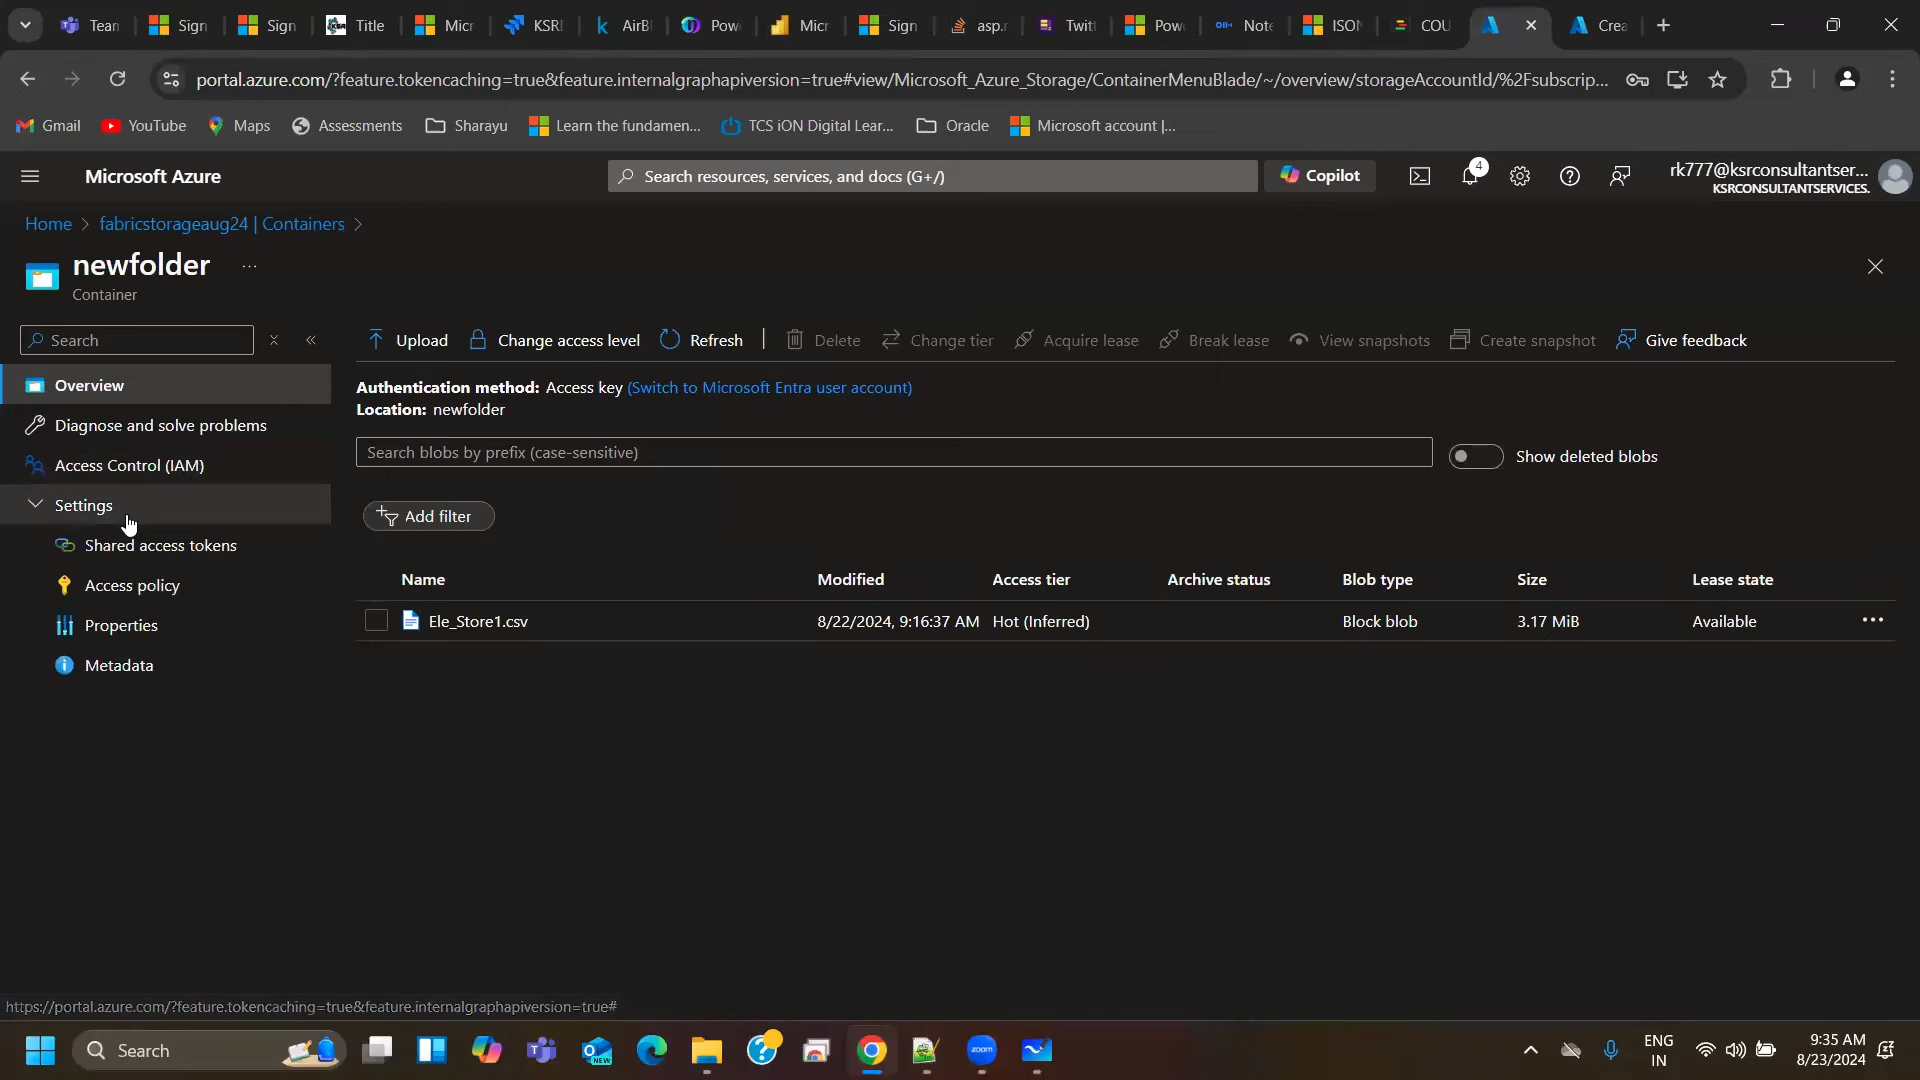 Team
Sign
Sign
Title
Micr
KSRI
AirBl
Pow
Micr
Sign
asp.r
Twitt
Pow
Note
ISON
COU
Crea
portal.azure.com/?feature.tokencaching=true&feature.internalgraphapiversion=true#view/Microsoft_Azure_Storage/ContainerMenuBlade/~/overview/storageAccountId/%2Fsubscrip...
Gmail
YouTube
Maps
Assessments
Sharayu
Learn the fundamen...
TCS iON Digital Lear...
Oracle
Microsoft account |...
Microsoft Azure
Search resources, services, and docs (G+/)
Copilot
4
rk777@ksrconsultantser...
KSRCONSULTANTSERVICES.
Home > fabricstorageaug24 | Containers >
newfolder ...
Container
Search
Upload
Change access level
Refresh
Delete
Change tier
Acquire lease
Break lease
View snapshots
Create snapshot
Give feedback
Overview
Diagnose and solve problems
Access Control (IAM)
Settings
Shared access tokens
Access policy
Properties
Metadata
Authentication method: Access key (Switch to Microsoft Entra user account)
Location: newfolder
Search blobs by prefix (case-sensitive)
Show deleted blobs
Add filter
Name Modified Access tier Archive status Blob type Size Lease state
Ele_Store1.csv 8/22/2024, 9:16:37 AM Hot (Inferred) Block blob 3.17 MiB Available ...
https://portal.azure.com/?feature.tokencaching=true&feature.internalgraphapiversion=true#
Search
NEW
zoom
ENG
IN
9:35 AM
8/23/2024